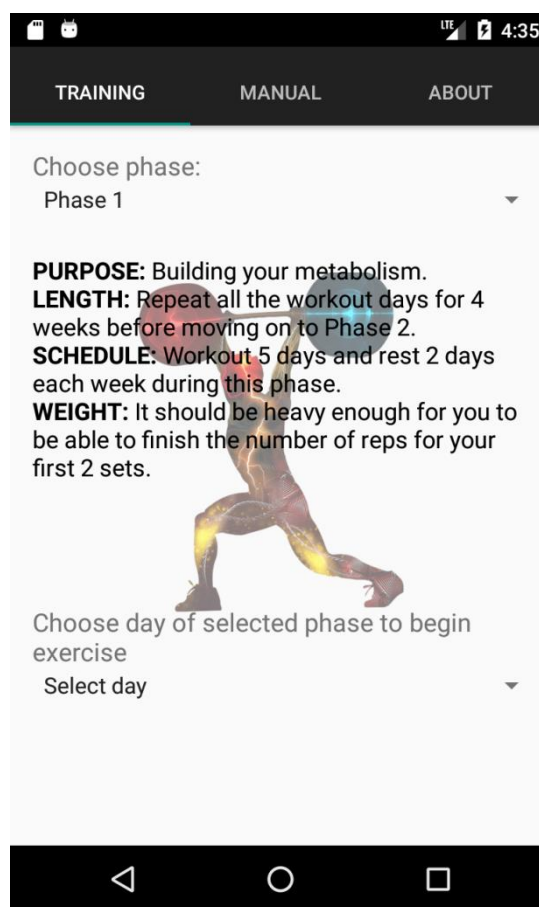 LTE 4:35
TRAINING MANUAL ABOUT
Choose phase:
Phase 1
PURPOSE: Building your metabolism.
LENGTH: Repeat all the workout days for 4
weeks before moving on to Phase 2.
SCHEDULE: Workout 5 days and rest 2 days
each week during this phase.
WEIGHT: It should be heavy enough for you to
be able to finish the number of reps for your
first 2 sets.
Choose day of selected phase to begin
exercise
Select day